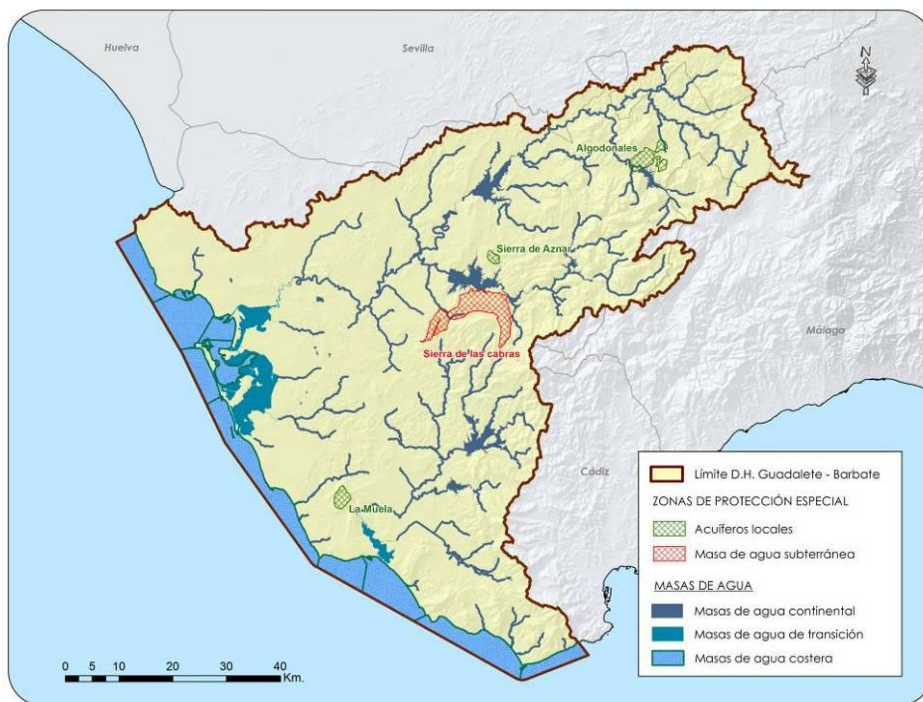 Huelva
Sevilla
N
Algodonales
Sierra de Aznar
Sierra de las cabras
Málaga
Cádiz
La Muela
Límite D.H. Guadalete - Barbate
ZONAS DE PROTECCIÓN ESPECIAL
Acuíferos locales
Masa de agua subterránea
MASAS DE AGUA
Masas de agua continental
Masas de agua de transición
Masas de agua costera
0 5 10 20 30 40
Km.